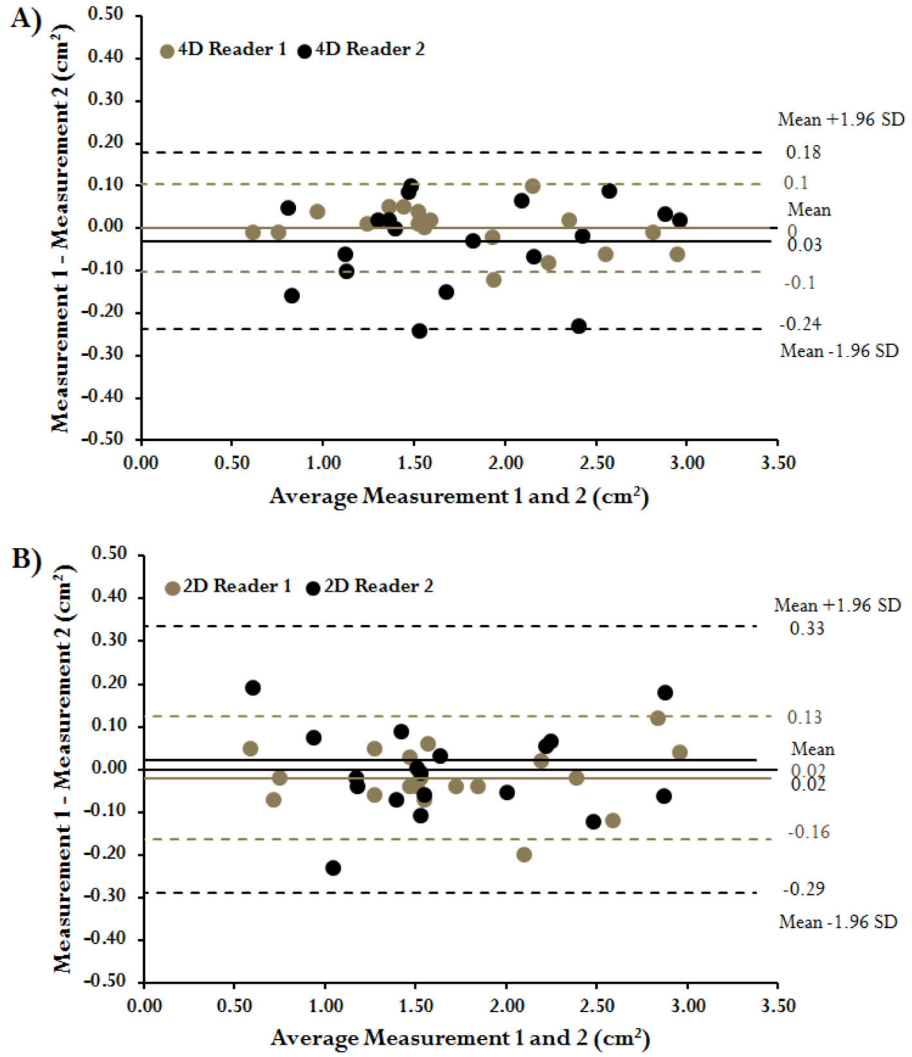 A)
Measurement 1 - Measurement 2 (cm²)
0.50
0.40
0.30
0.20
0.10
0.00
-0.10
-0.20
-0.30
-0.40
-0.50
4D Reader 1 4D Reader 2
Mean +1.96 SD
0.18
0.1
Mean
0
0.03
-0.1
-0.24
Mean -1.96 SD
0.00 0.50 1.00 1.50 2.00 2.50 3.00 3.50
Average Measurement 1 and 2 (cm²)
B)
Measurement 1 - Measurement 2 (cm²)
0.50
0.40
0.30
0.20
0.10
0.00
-0.10
-0.20
-0.30
-0.40
-0.50
2D Reader 1 2D Reader 2
Mean +1.96 SD
0.33
0.13
Mean
0.02
0.02
-0.16
-0.29
Mean -1.96 SD
0.00 0.50 1.00 1.50 2.00 2.50 3.00 3.50
Average Measurement 1 and 2 (cm²)